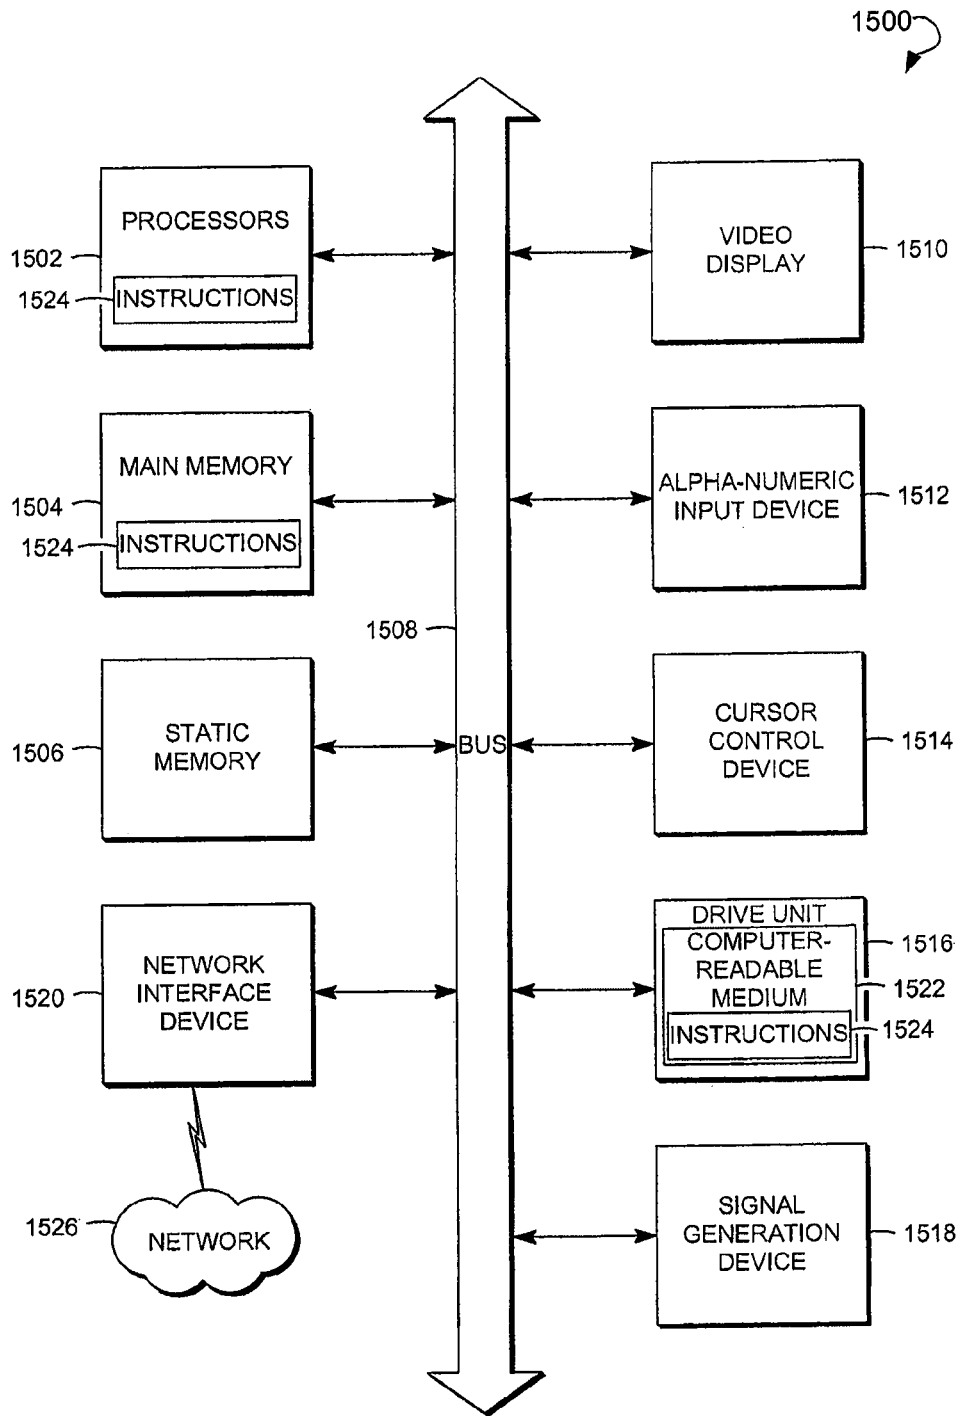 1500
PROCESSORS
1502
1524
INSTRUCTIONS
MAIN MEMORY
1504
1524
INSTRUCTIONS
1508
STATIC
MEMORY
1506
NETWORK
INTERFACE
DEVICE
1520
1526
NETWORK
BUS
VIDEO
DISPLAY
1510
ALPHA-NUMERIC
INPUT DEVICE
1512
CURSOR
CONTROL
DEVICE
1514
DRIVE UNIT
1516
COMPUTER-
READABLE
MEDIUM
1522
INSTRUCTIONS
1524
SIGNAL
GENERATION
DEVICE
1518